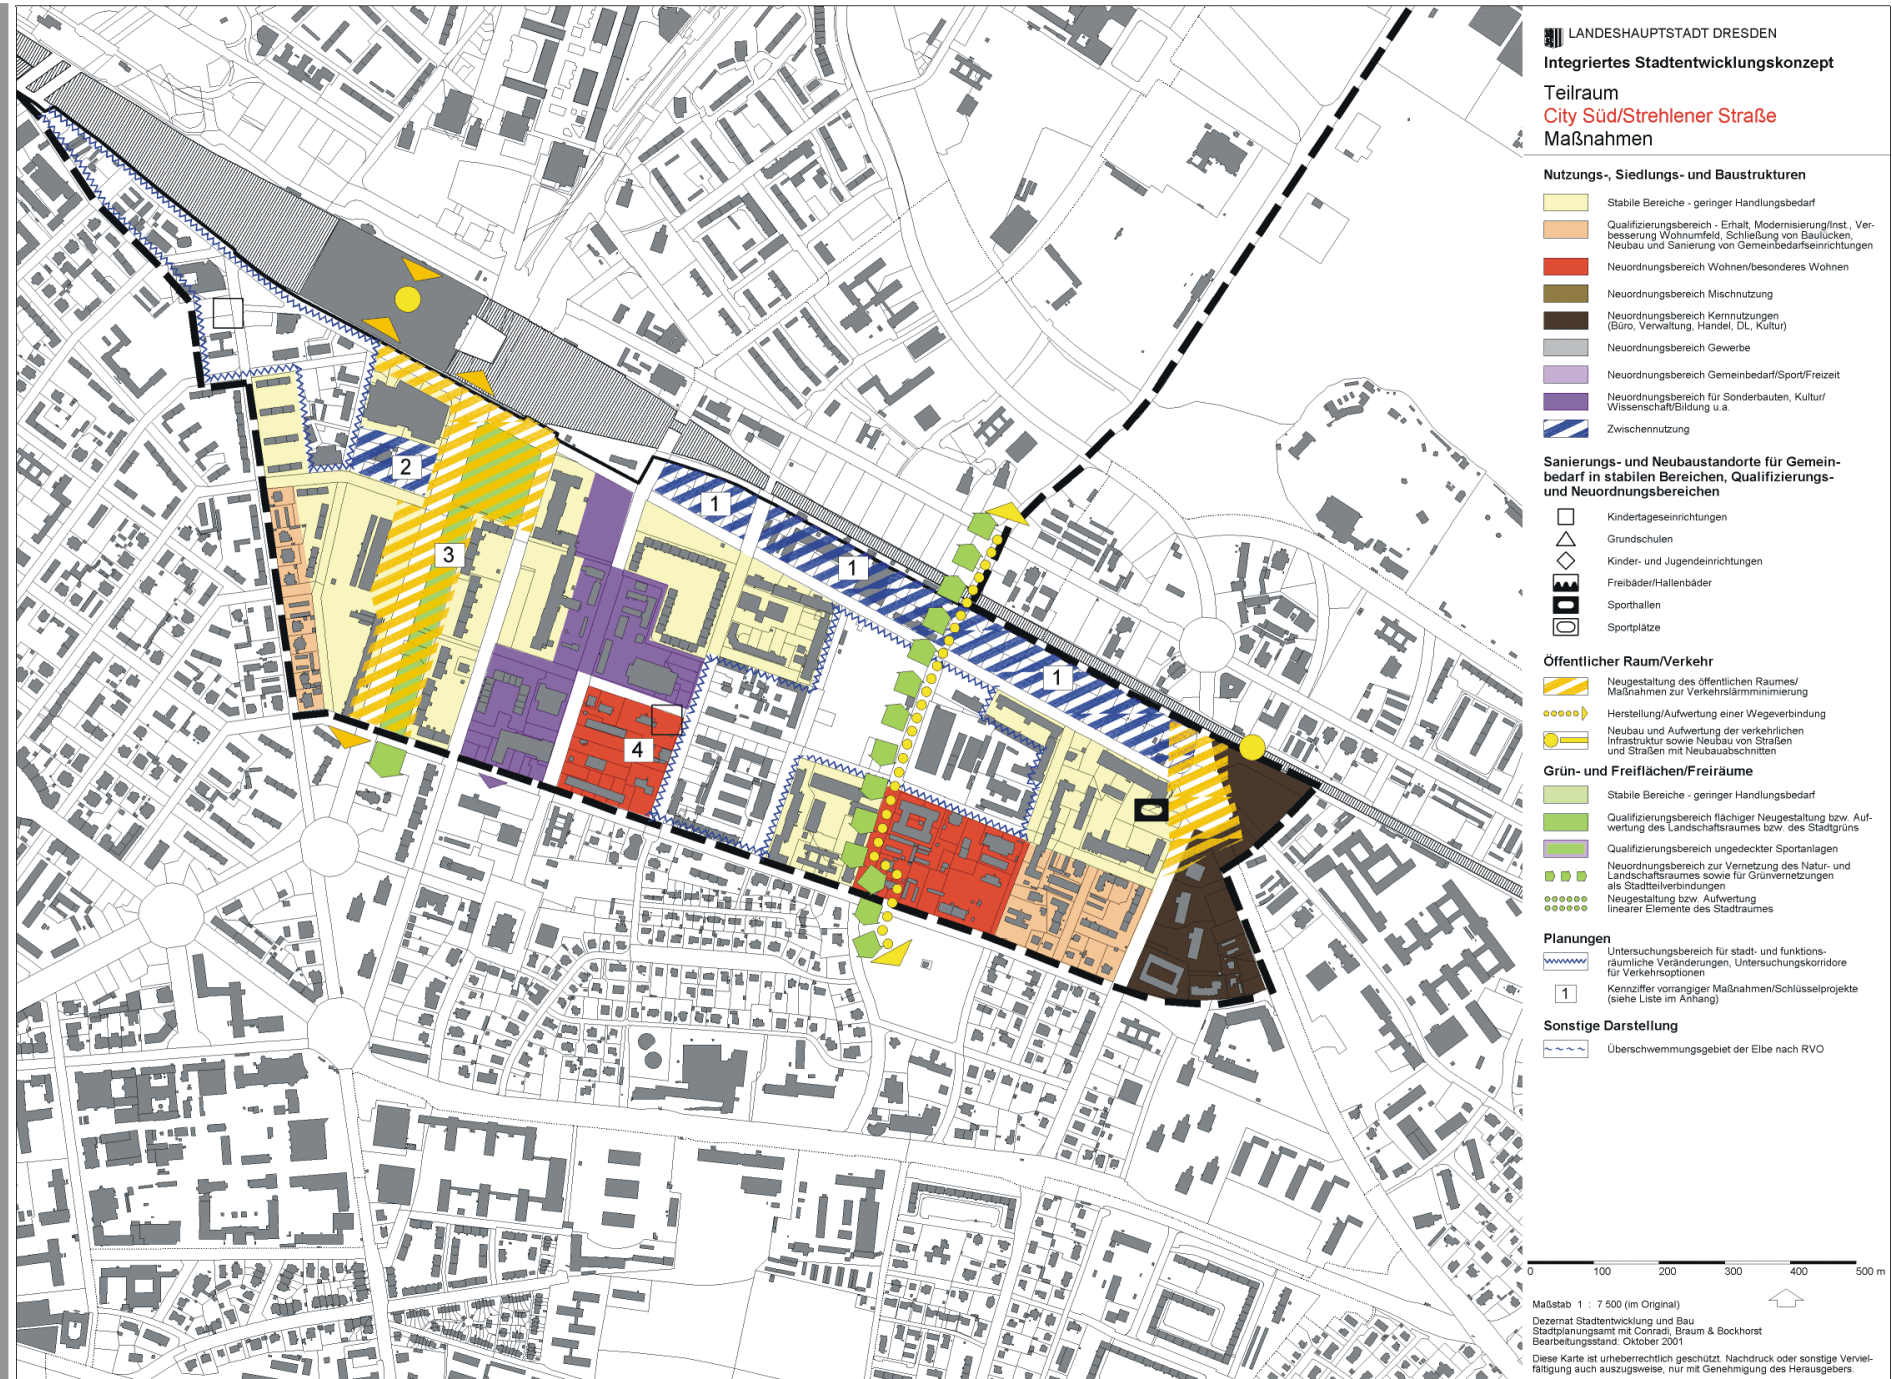 LANDESHAUPTSTADT DRESDEN
Integriertes Stadtentwicklungskonzept
Teilraum
City Süd/Strehlener Straße
Maßnahmen
Nutzungs-, Siedlungs- und Baustrukturen
Stabile Bereiche - geringer Handlungsbedarf
Qualifizierungsbereich - Erhalt, Modernisierung/Inst., Ver-
besserung Wohnumfeld, Schließung von Baulücken,
Neubau und Sanierung von Gemeinbedarfseinrichtungen
Neuordnungsbereich Wohnen/besonderes Wohnen
Neuordnungsbereich Mischnutzung
Neuordnungsbereich Kernnutzungen
(Büro, Verwaltung, Handel, DL, Kultur)
Neuordnungsbereich Gewerbe
Neuordnungsbereich Gemeinbedarf/Sport/Freizeit
Neuordnungsbereich für Sonderbauten, Kultur/
Wissenschaft/Bildung u.a.
Zwischennutzung
Sanierungs- und Neubaustandorte für Gemein-
bedarf in stabilen Bereichen, Qualifizierungs-
und Neuordnungsbereichen
Kindertageseinrichtungen
Grundschulen
Kinder- und Jugendeinrichtungen
Freibäder/Hallenbäder
Sporthallen
Sportplätze
Öffentlicher Raum/Verkehr
Neugestaltung des öffentlichen Raumes/
Maßnahmen zur Verkehrslärmminimierung
Herstellung/Aufwertung einer Wegeverbindung
Neubau und Aufwertung der verkehrlichen
Infrastruktur sowie Neubau von Straßen
und Straßen mit Neubauabschnitten
Grün- und Freiflächen/Freiräume
Stabile Bereiche - geringer Handlungsbedarf
Qualifizierungsbereich flächiger Neugestaltung bzw. Auf-
wertung des Landschaftsraumes bzw. des Stadtgrüns
Qualifizierungsbereich ungedeckter Sportanlagen
Neuordnungsbereich zur Vernetzung des Natur- und
Landschaftsraumes sowie für Grünvernetzungen
als Stadtteilverbindungen
Neugestaltung bzw. Aufwertung
linearer Elemente des Stadtraumes
Planungen
Untersuchungsbereich für stadt- und funktions-
räumliche Veränderungen, Untersuchungskorridore
für Verkehrsoptionen
1 Kennziffer vorrangiger Maßnahmen/Schlüsselprojekte
(siehe Liste im Anhang)
Sonstige Darstellung
Überschwemmungsgebiet der Elbe nach RVO
0 100 200 300 400 500 m
Maßstab 1 : 7 500 (im Original)
Dezernat Stadtentwicklung und Bau
Stadtplanungsamt mit Conradi, Braum & Bockhorst
Bearbeitungsstand: Oktober 2001
Diese Karte ist urheberrechtlich geschützt. Nachdruck oder sonstige Verviel-
fältigung auch auszugsweise, nur mit Genehmigung des Herausgebers.
2
1
3
1
1
4